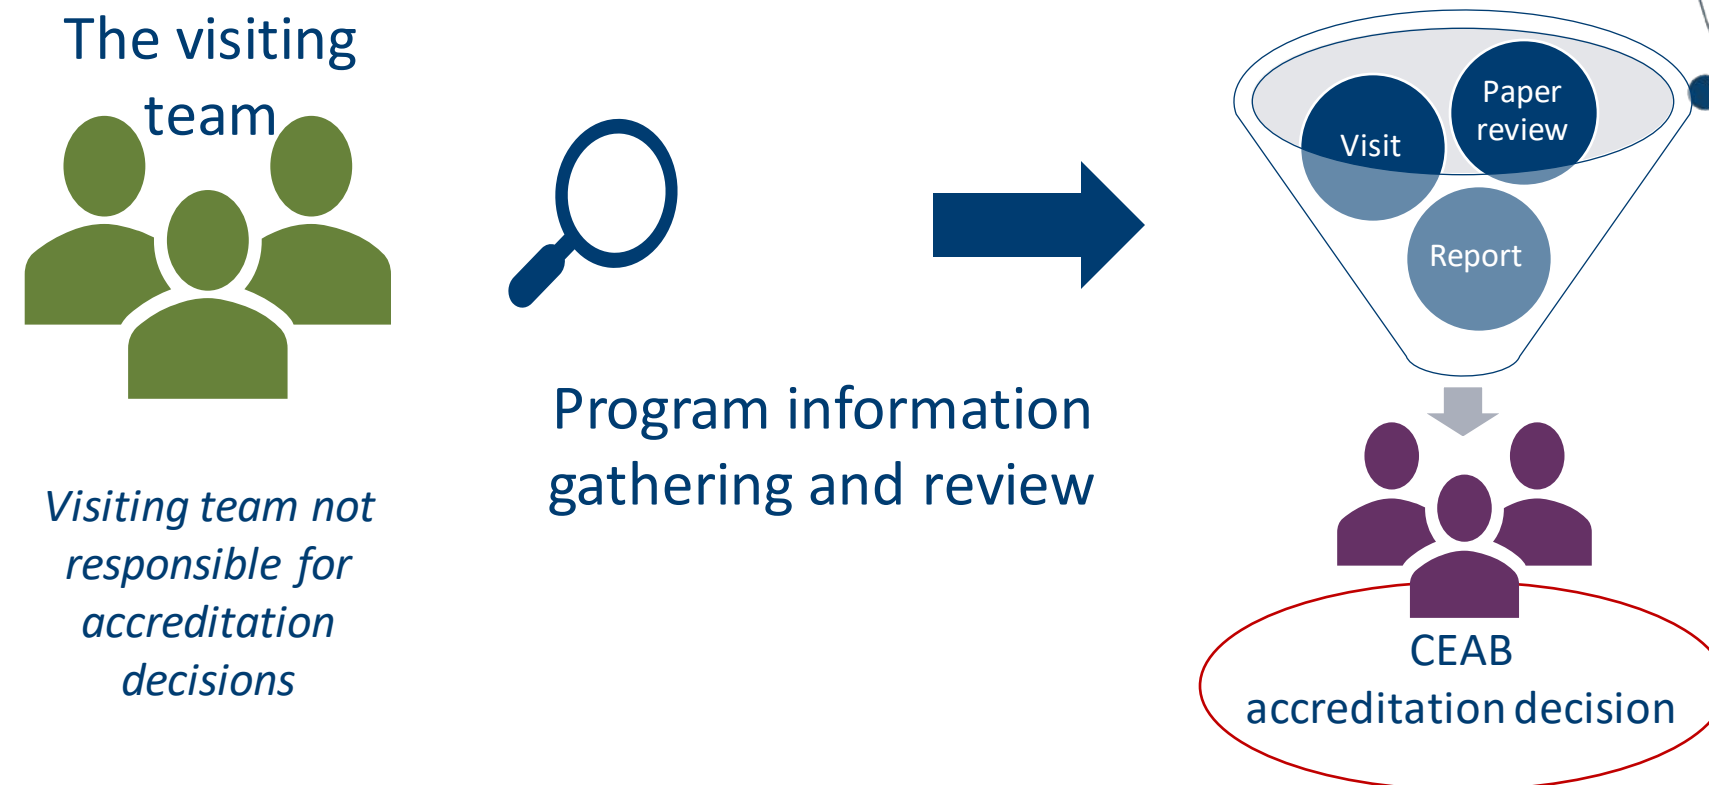 The visiting
team
Visiting team not
responsible for
accreditation
decisions
Program information
gathering and review
Paper
review
Visit
Report
CEAB
accreditation decision